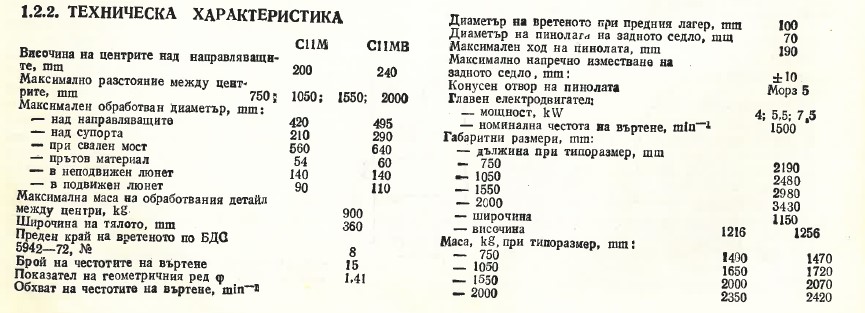 1.2.2. ТЕХНИЧЕСКА ХАРАКТЕРИСТИКА
С11М С11МВ
Височина на центрите над направляващи-
те, mm 200 240
Максимално разстояние между цент-
рите, mm 750; 1050; 1550; 2000
Максимален обработван диаметър, mm:
— над направляващите 420 495
— над супорта 210 290
— при свален мост 560 640
— прътов материал 54 60
— в неподвижен люнет 140 140
— в подвижен люнет 90 110
Максимална маса на обработвания детайл
между центри, kg 900
Широчина на тялото, mm 360
Преден край на вретеното по БДС
5942—72, № 8
Брой на честотите на въртене 15
Показател на геометричния ред φ 1,41
Обхват на честотите на въртене, min
Диаметър на вретеното при предния лагер, mm 100
Диаметър на пинолата на задното седло, mm 70
Максимален ход на пинолата, mm 190
Максимално напречно изместване на
задното седло, mm: ±10
Конусен отвор на пинолата Морз 5
Главен електродвигател:
— мощност, kW 4; 5,5; 7,5
— номинална честота на въртене, min⁻¹ 1500
Габаритни размери, mm:
— дължина при типоразмер, mm
— 750 2190
— 1050 2480
— 1550 2980
— 2000 3430
— широчина 1150
— височина 1216 1256
Маса, kg, при типоразмер, mm:
— 750 1400 1470
— 1050 1650 1720
— 1550 2000 2070
— 2000 2350 2420